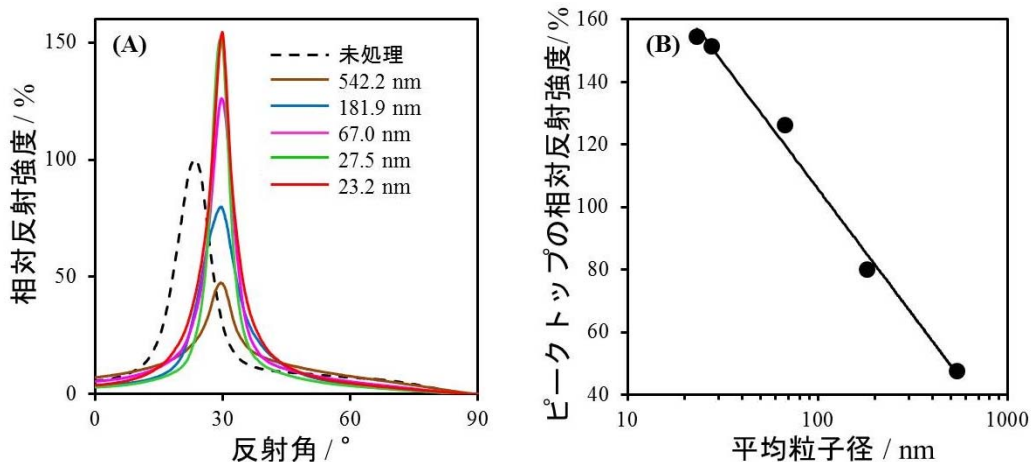 (A)
相対反射強度 / %
150
100
50
0
0
30
60
90
反射角 / °
未処理
542.2 nm
181.9 nm
67.0 nm
27.5 nm
23.2 nm
(B)
ピークトップの相対反射強度/ %
160
140
120
100
80
60
40
10
100
1000
平均粒子径 / nm